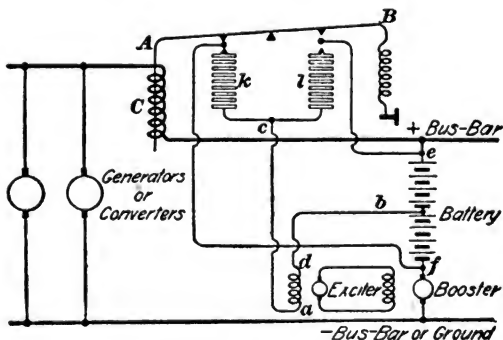 A
B
k
l
C
c
+ Bus-Bar
e
Generators
or
Converters
b
Battery
d
f
a
Exciter
Booster
-Bus-Bar or Ground